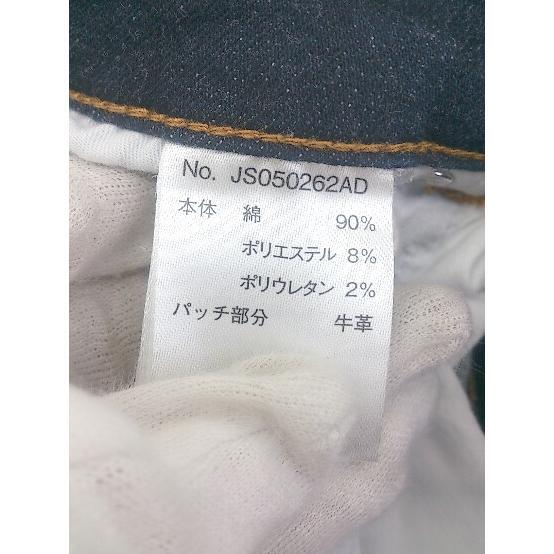 No. JS050262AD
本体 綿 90%
ポリエステル 8%
ポリウレタン 2%
パッチ部分 牛革